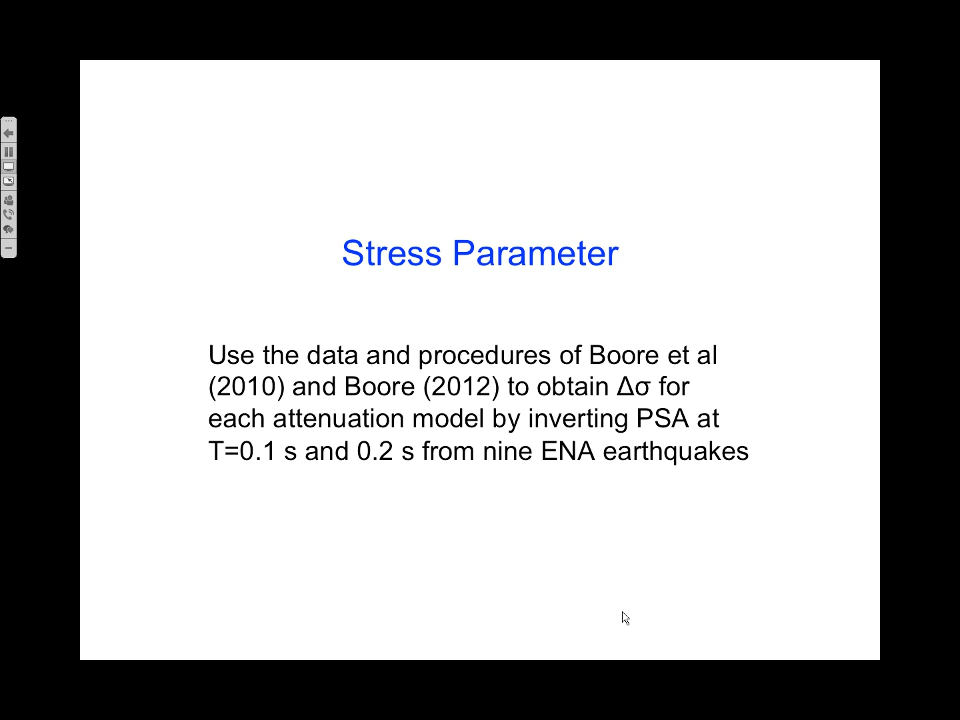 Stress Parameter
Use the data and procedures of Boore et al
(2010) and Boore (2012) to obtain Δσ for
each attenuation model by inverting PSA at
T=0.1 s and 0.2 s from nine ENA earthquakes